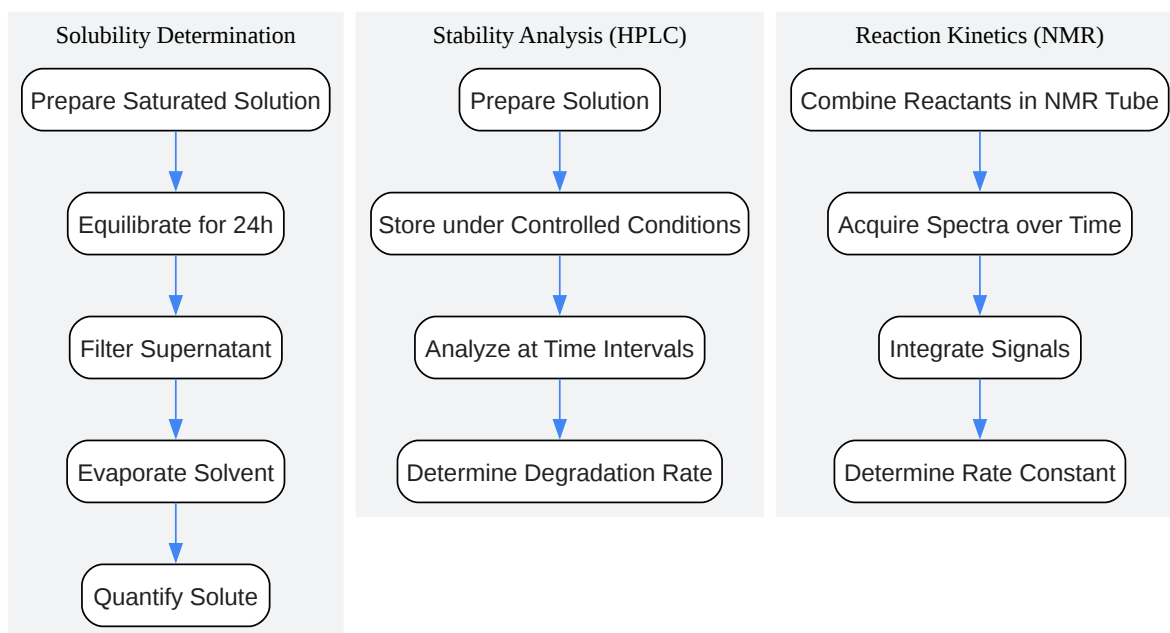 Solubility Determination
Prepare Saturated Solution
Equilibrate for 24h
Filter Supernatant
Evaporate Solvent
Quantify Solute
Stability Analysis (HPLC)
Prepare Solution
Store under Controlled Conditions
Analyze at Time Intervals
Determine Degradation Rate
Reaction Kinetics (NMR)
Combine Reactants in NMR Tube
Acquire Spectra over Time
Integrate Signals
Determine Rate Constant